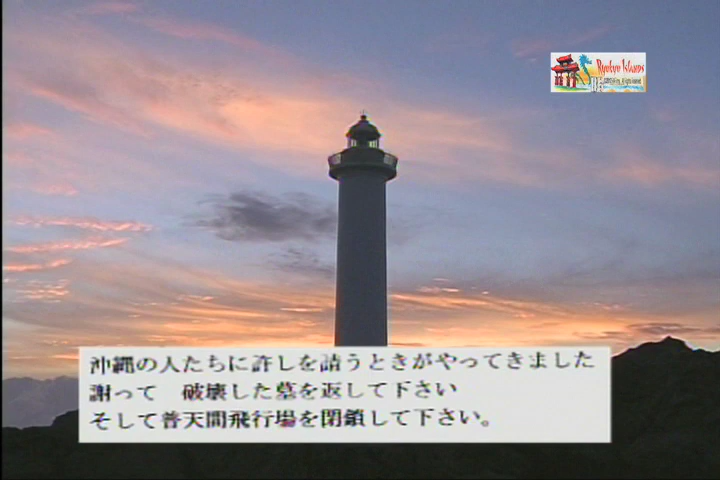 Ryukyu Islands
沖縄の人たちに許しを請うときがやってきました
謝って　破壊した墓を返して下さい
そして普天間飛行場を閉鎖して下さい。